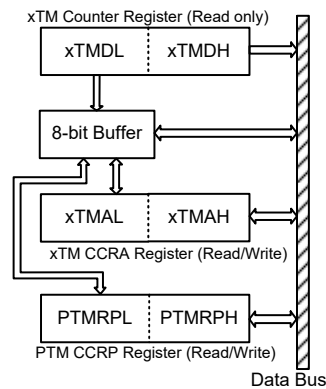 xTM Counter Register (Read only)
xTMDL xTMDH
8-bit Buffer
xTMAL xTMAH
xTM CCRA Register (Read/Write)
PTMRPL PTMRPH
PTM CCRP Register (Read/Write)
Data Bus